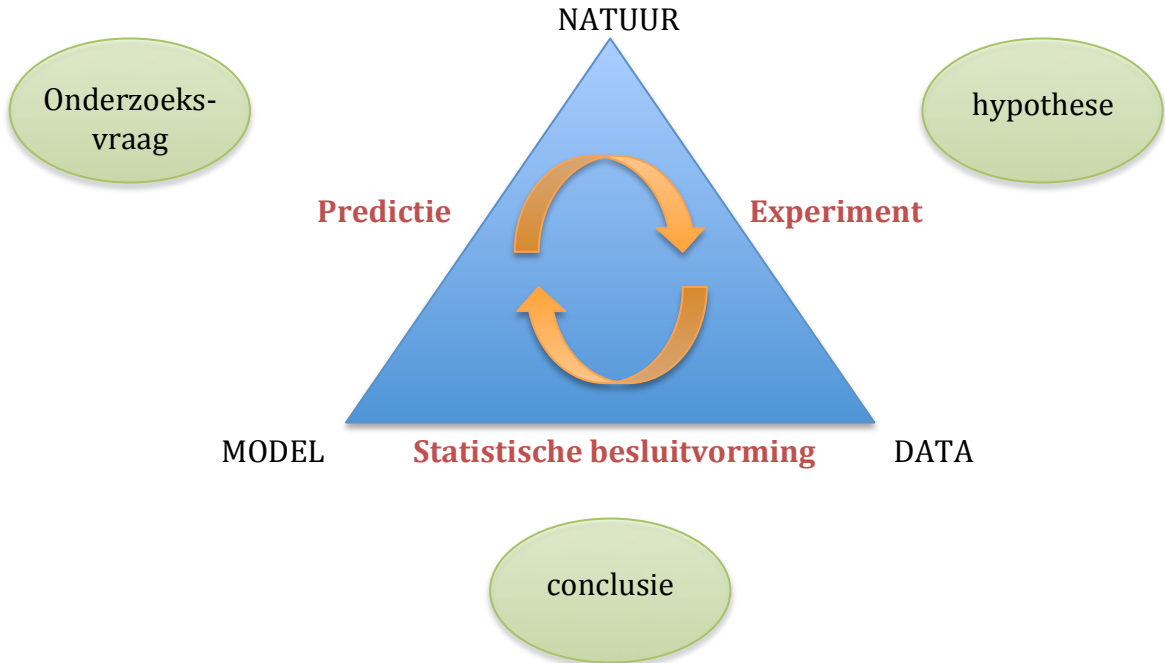 NATUUR
Onderzoeks-
vraag
hypothese
Predictie
Experiment
MODEL
Statistische besluitvorming
DATA
conclusie